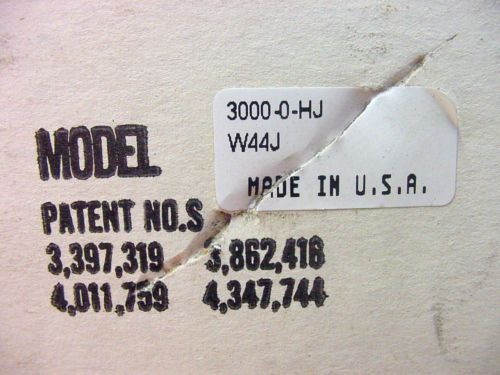 3000-0-HJ
W44J
MADE IN U.S.A.
MODEL
PATENT NO.S
3,397,319 3,862,418
4,011,759 4,347,744